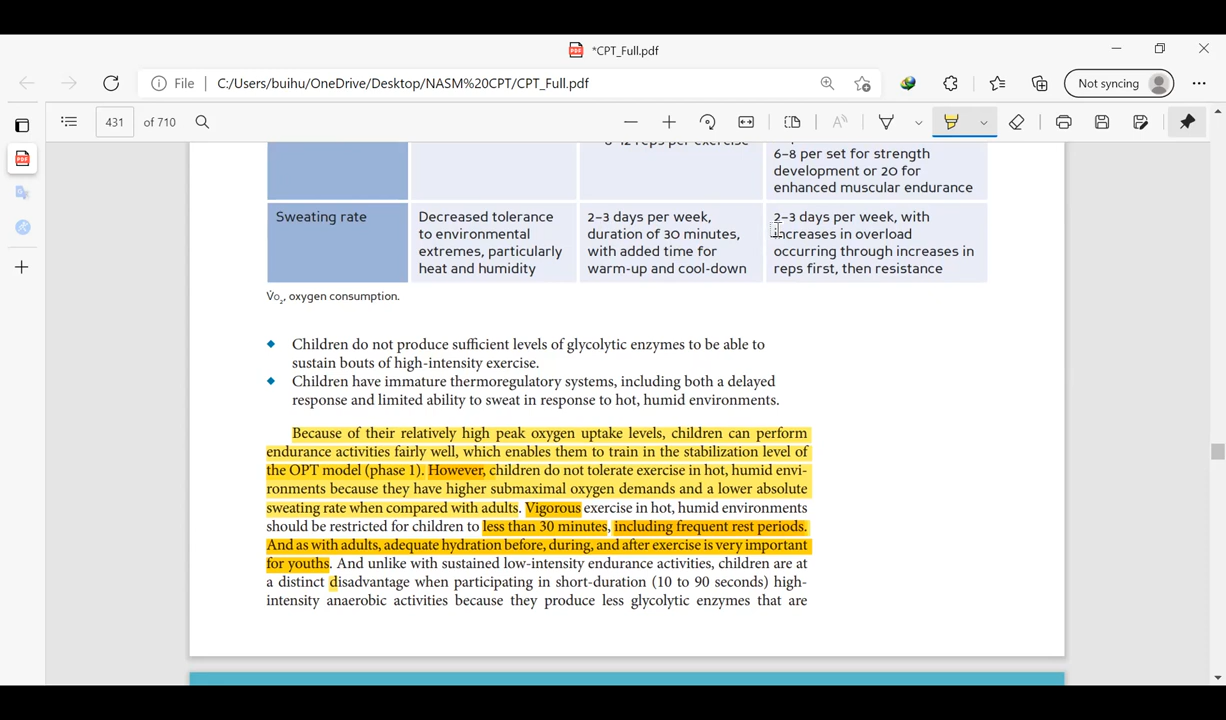 *CPT_Full.pdf
File | C:/Users/buihu/OneDrive/Desktop/NASM%20CPT/CPT_Full.pdf
Not syncing
431 of 710
8-12 reps per exercise
6–8 per set for strength
development or 20 for
enhanced muscular endurance
Sweating rate
Decreased tolerance
to environmental
extremes, particularly
heat and humidity
2–3 days per week,
duration of 30 minutes,
with added time for
warm-up and cool-down
2–3 days per week, with
increases in overload
occurring through increases in
reps first, then resistance
V̇o₂, oxygen consumption.
Children do not produce sufficient levels of glycolytic enzymes to be able to
sustain bouts of high-intensity exercise.
Children have immature thermoregulatory systems, including both a delayed
response and limited ability to sweat in response to hot, humid environments.
Because of their relatively high peak oxygen uptake levels, children can perform
endurance activities fairly well, which enables them to train in the stabilization level of
the OPT model (phase 1). However, children do not tolerate exercise in hot, humid envi-
ronments because they have higher submaximal oxygen demands and a lower absolute
sweating rate when compared with adults. Vigorous exercise in hot, humid environments
should be restricted for children to less than 30 minutes, including frequent rest periods.
And as with adults, adequate hydration before, during, and after exercise is very important
for youths. And unlike with sustained low-intensity endurance activities, children are at
a distinct disadvantage when participating in short-duration (10 to 90 seconds) high-
intensity anaerobic activities because they produce less glycolytic enzymes that are